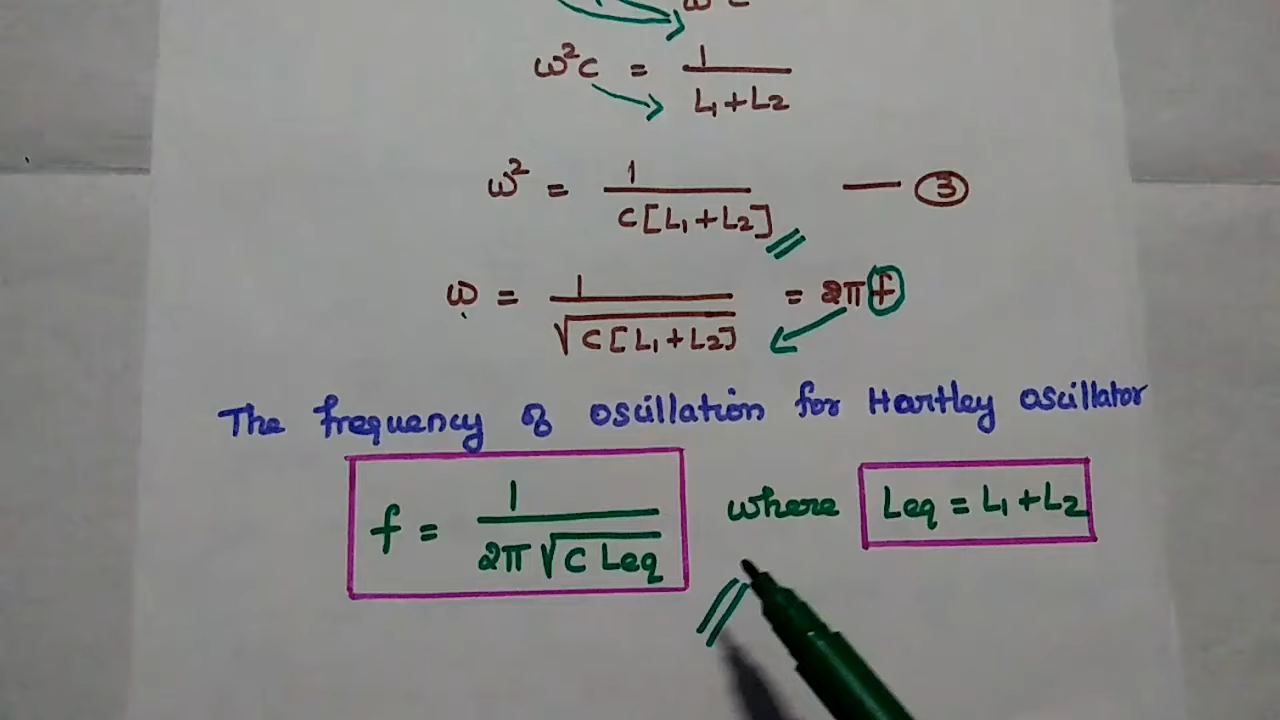 ω²C = 1/(L1+L2)
ω² = 1/(C[L1+L2]) — ③
ω = 1/√(C[L1+L2]) = 2πf
The frequency of oscillation for Hartley oscillator
f = 1/(2π√(C Leq)) where Leq = L1+L2